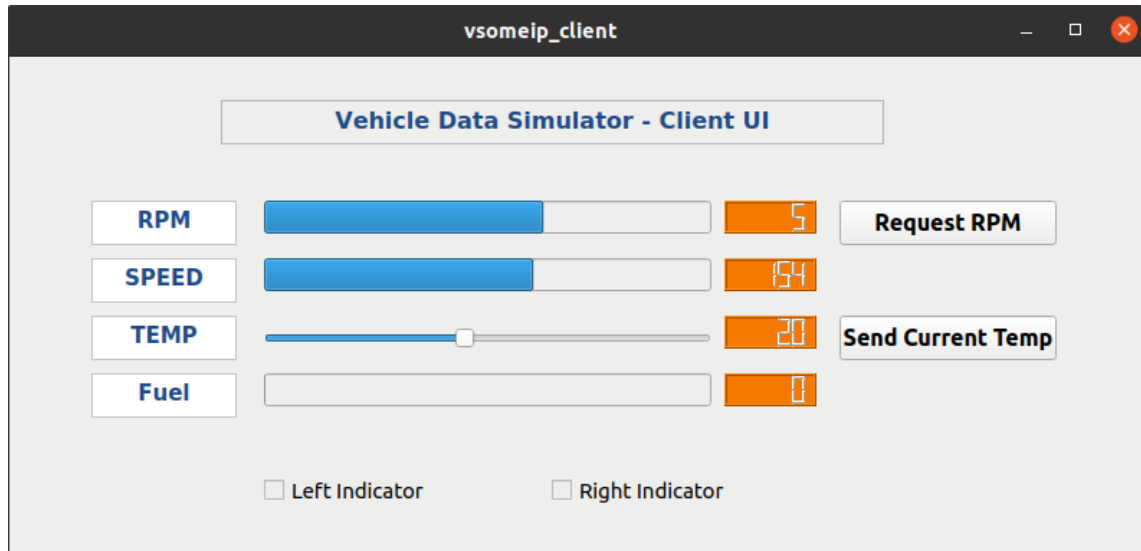 vsomeip_client
Vehicle Data Simulator - Client UI
RPM 5 Request RPM
SPEED 154
TEMP 20 Send Current Temp
Fuel 0
Left Indicator Right Indicator